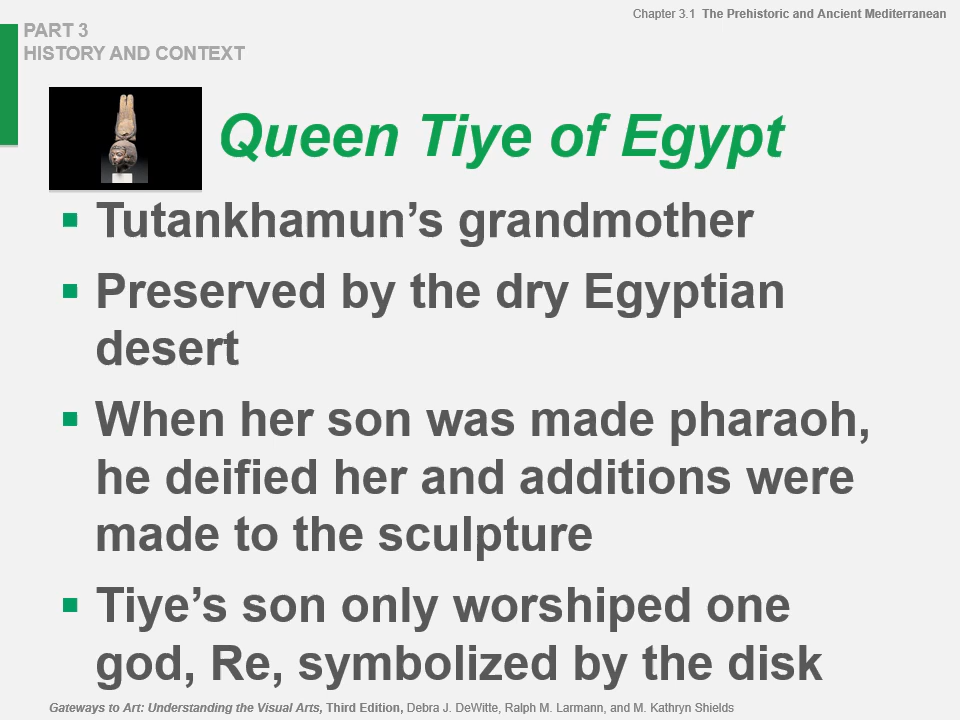 Chapter 3.1 The Prehistoric and Ancient Mediterranean
PART 3
HISTORY AND CONTEXT
Queen Tiye of Egypt
▪ Tutankhamun’s grandmother
▪ Preserved by the dry Egyptian
desert
▪ When her son was made pharaoh,
he deified her and additions were
made to the sculpture
▪ Tiye’s son only worshiped one
god, Re, symbolized by the disk
Gateways to Art: Understanding the Visual Arts, Third Edition, Debra J. DeWitte, Ralph M. Larmann, and M. Kathryn Shields